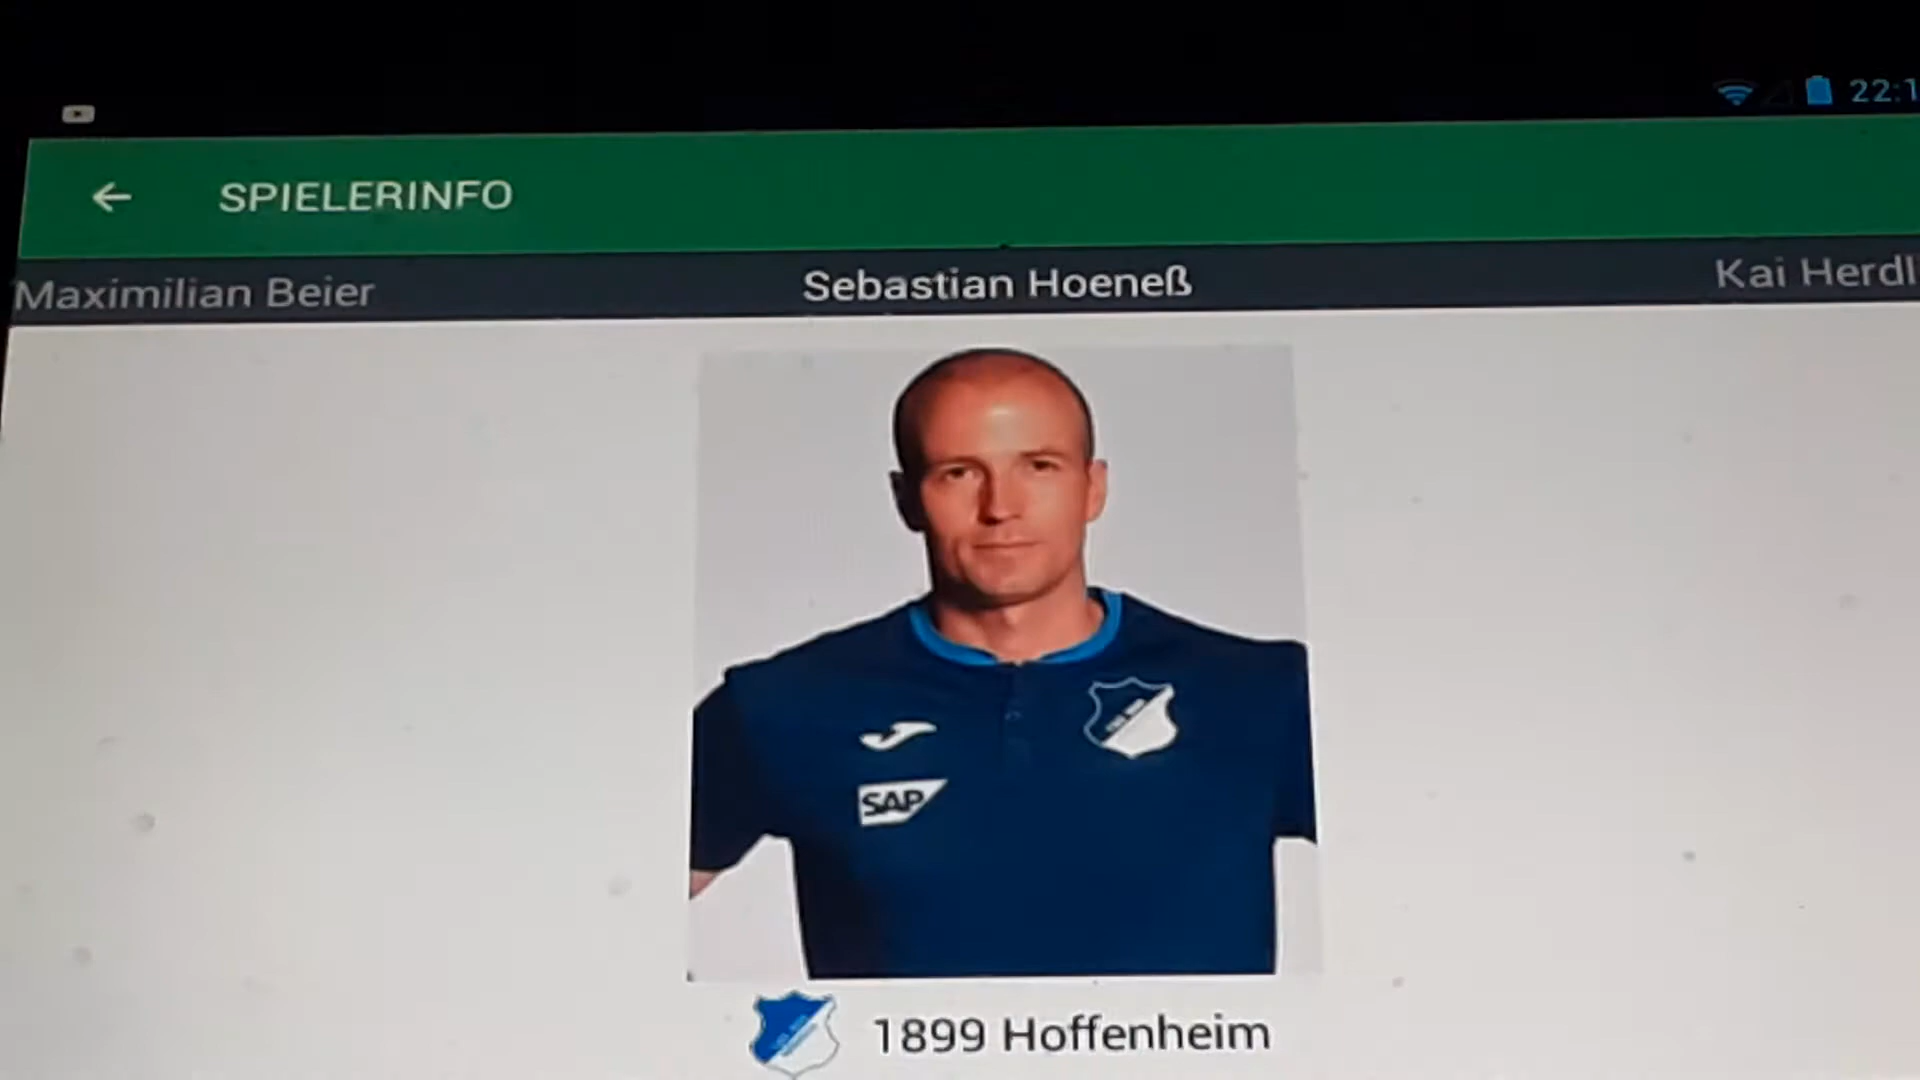 22:1
SPIELERINFO
Maximilian Beier
Sebastian Hoeneß
Kai Herdl
SAP
1899 Hoffenheim